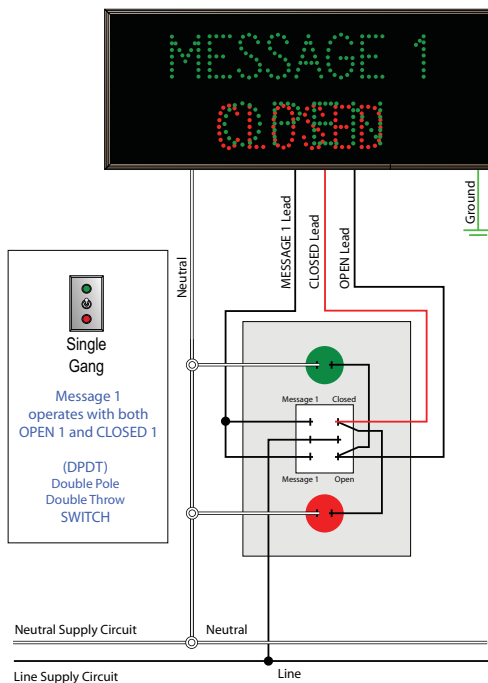 MESSAGE 1
CLOSED
OPEN
Neutral
MESSAGE 1 Lead
CLOSED Lead
OPEN Lead
Ground
Single
Gang
Message 1
operates with both
OPEN 1 and CLOSED 1
(DPDT)
Double Pole
Double Throw
SWITCH
Message 1 Closed
Message 1 Open
Neutral Supply Circuit Neutral
Line Supply Circuit Line